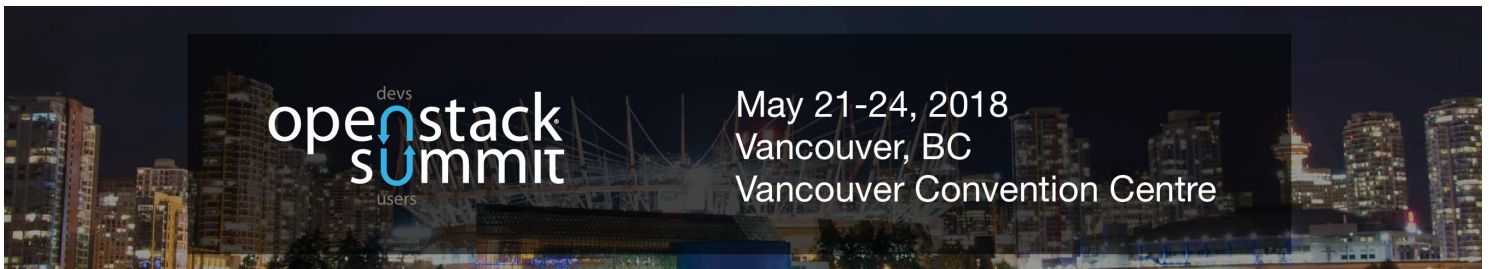 devs
openstack®
summit
users
May 21-24, 2018
Vancouver, BC
Vancouver Convention Centre